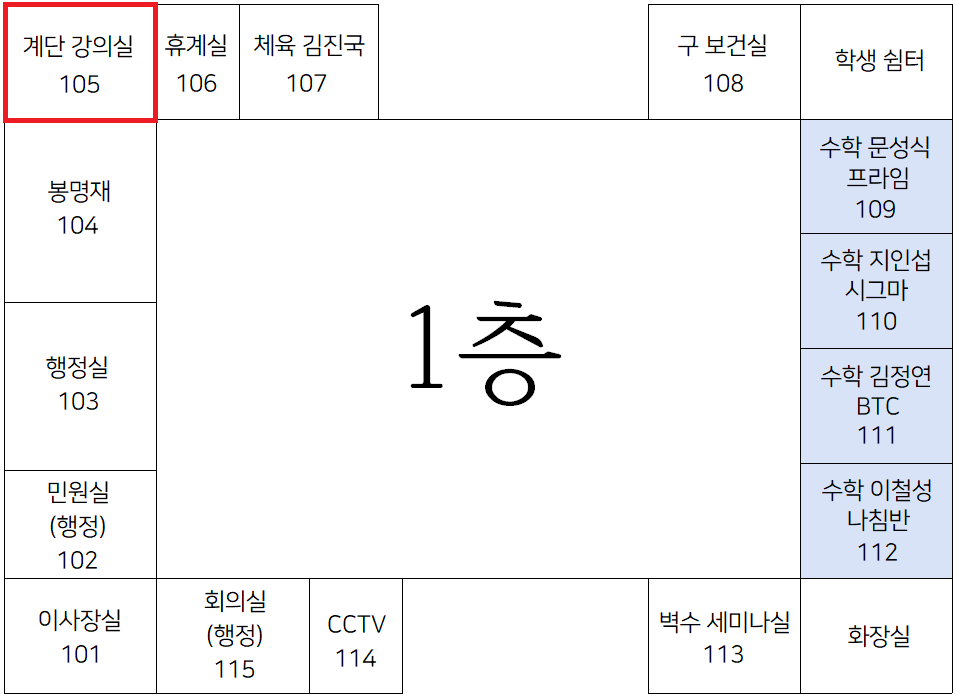 계단 강의실
105
휴계실
106
체육 김진국
107
구 보건실
108
학생 쉼터
봉명재
104
수학 문성식
프라임
109
수학 지인섭
시그마
110
1층
행정실
103
수학 김정연
BTC
111
민원실
(행정)
102
수학 이철성
나침반
112
이사장실
101
회의실
(행정)
115
CCTV
114
벽수 세미나실
113
화장실